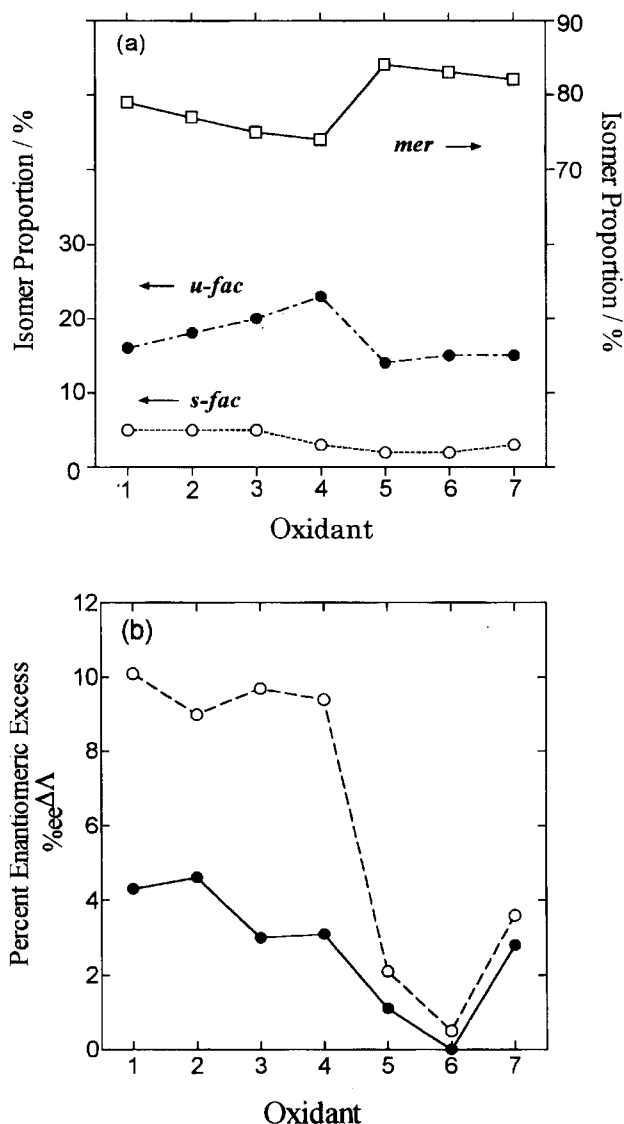 (a)
90
80
70
mer
Isomer Proportion / %
Isomer Proportion / %
30
20
10
0
u-fac
s-fac
1 2 3 4 5 6 7
Oxidant
(b)
12
10
8
6
4
2
0
Percent Enantiomeric Excess
%ee^ΔΛ
1 2 3 4 5 6 7
Oxidant